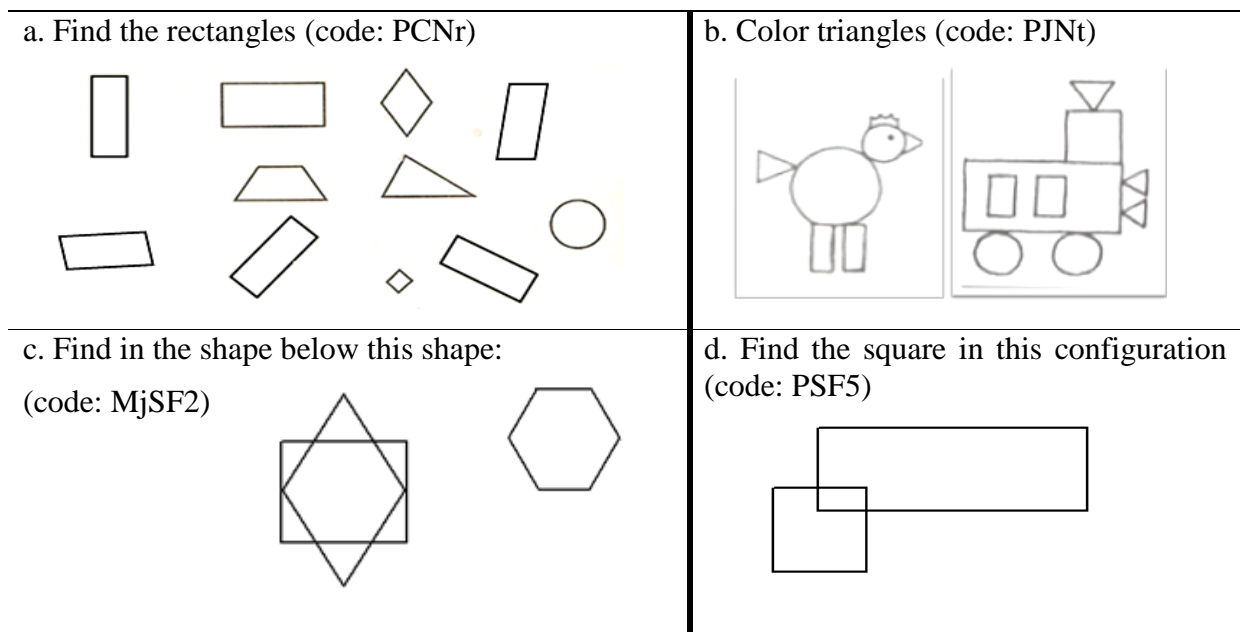 a. Find the rectangles (code: PCNr)
b. Color triangles (code: PJNt)
c. Find in the shape below this shape:
(code: MjSF2)
d. Find the square in this configuration
(code: PSF5)